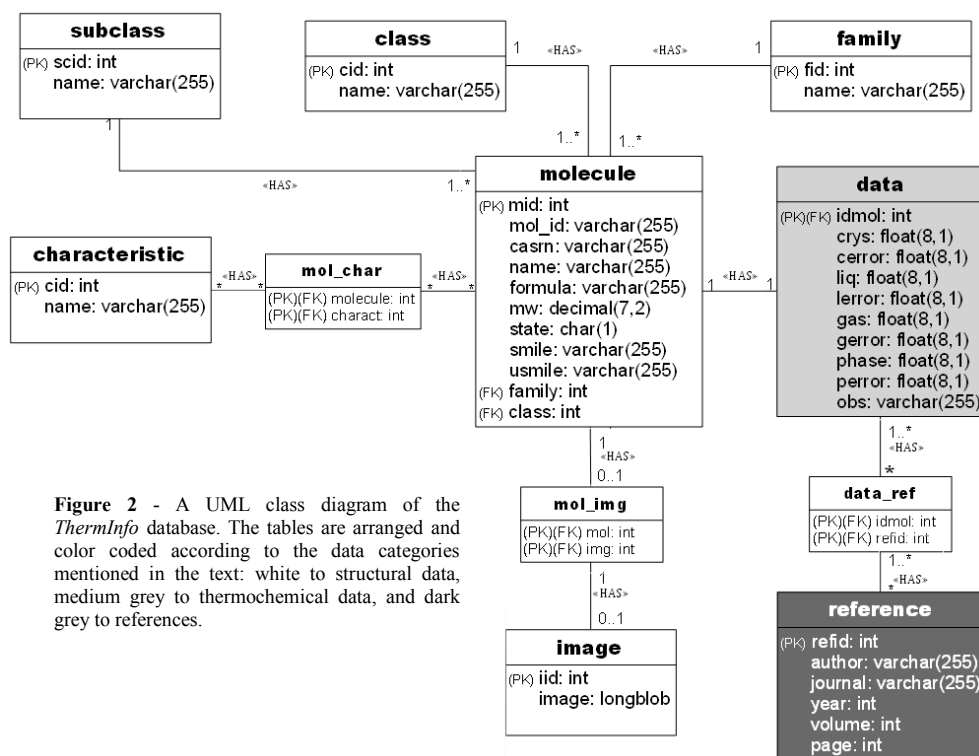 subclass
(PK) scid: int
name: varchar(255)
1
«HAS»
1..*
class
(PK) cid: int
name: varchar(255)
1
«HAS»
1..*
family
(PK) fid: int
name: varchar(255)
1
«HAS»
1..*
molecule
(PK) mid: int
mol_id: varchar(255)
casrn: varchar(255)
name: varchar(255)
formula: varchar(255)
mw: decimal(7,2)
state: char(1)
smile: varchar(255)
usmile: varchar(255)
(FK) family: int
(FK) class: int
1
«HAS»
1
data
(PK)(FK) idmol: int
crys: float(8,1)
cerror: float(8,1)
liq: float(8,1)
lerror: float(8,1)
gas: float(8,1)
gerror: float(8,1)
phase: float(8,1)
perror: float(8,1)
obs: varchar(255)
characteristic
(PK) cid: int
name: varchar(255)
«HAS»
* *
mol_char
(PK)(FK) molecule: int
(PK)(FK) charact: int
«HAS»
* *
1
«HAS»
0..1
mol_img
(PK)(FK) mol: int
(PK)(FK) img: int
1
«HAS»
0..1
image
(PK) iid: int
image: longblob
1..*
«HAS»
*
data_ref
(PK)(FK) idmol: int
(PK)(FK) refid: int
1..*
«HAS»
*
reference
(PK) refid: int
author: varchar(255)
journal: varchar(255)
year: int
volume: int
page: int
Figure 2 - A UML class diagram of the
ThermInfo database. The tables are arranged and
color coded according to the data categories
mentioned in the text: white to structural data,
medium grey to thermochemical data, and dark
grey to references.